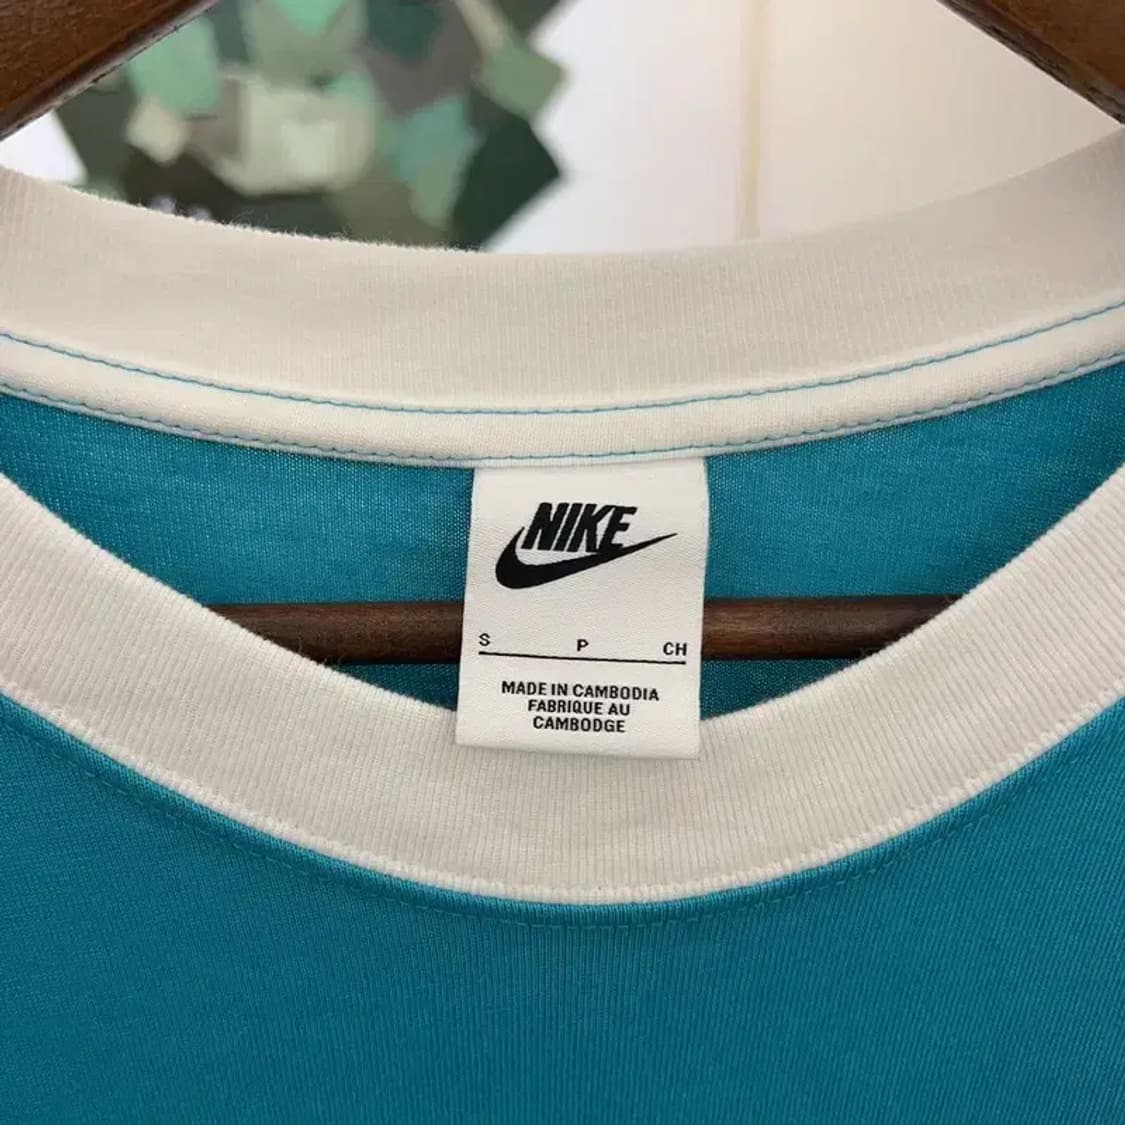 NIKE
S P CH
MADE IN CAMBODIA
FABRIQUE AU
CAMBODGE